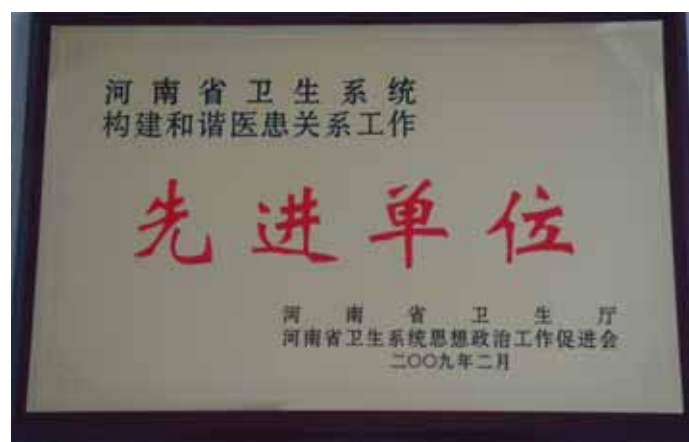 河南省卫生系统
构建和谐医患关系工作
先进单位
河南省卫生厅
河南省卫生系统思想政治工作促进会
二〇〇九年二月